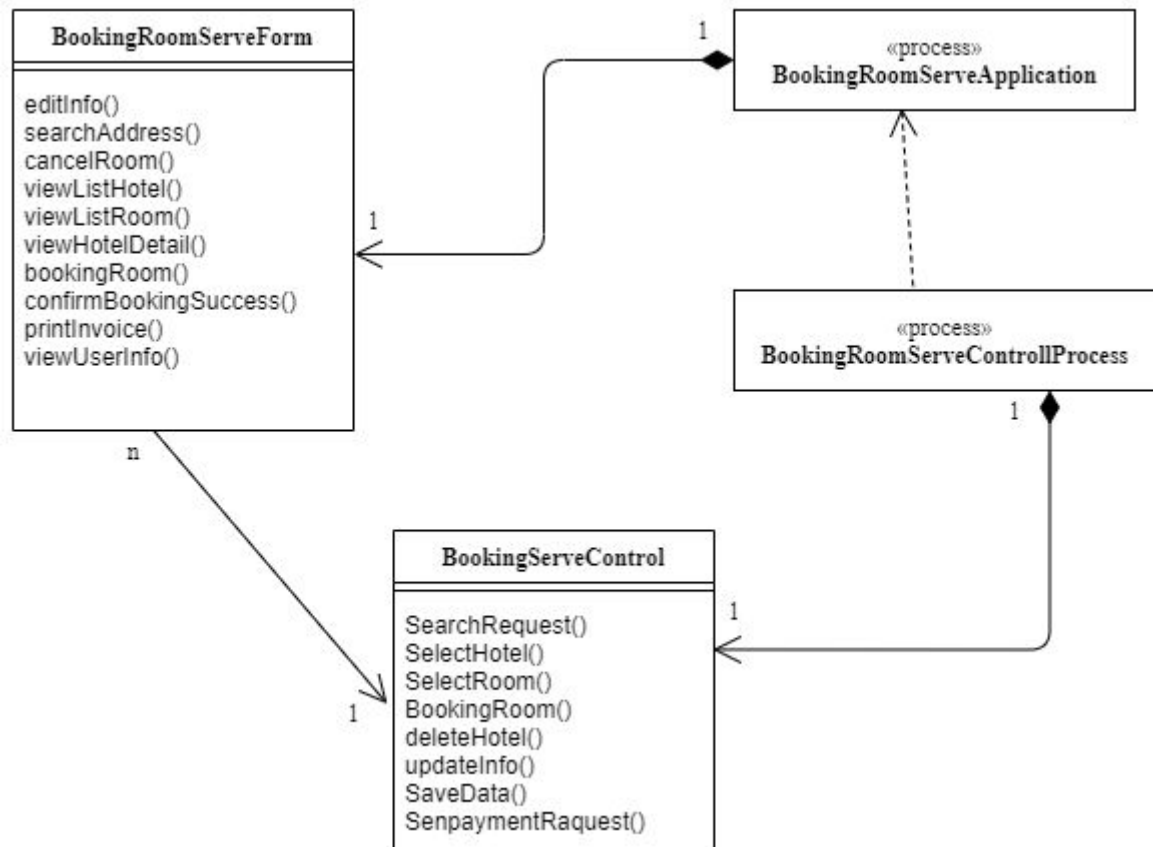 BookingRoomServeForm
editInfo()
searchAddress()
cancelRoom()
viewListHotel()
viewListRoom()
viewHotelDetail()
bookingRoom()
confirmBookingSuccess()
printInvoice()
viewUserInfo()
1
«process»
BookingRoomServeApplication
1
«process»
BookingRoomServeControllProcess
1
n
BookingServeControl
SearchRequest()
SelectHotel()
SelectRoom()
BookingRoom()
deleteHotel()
updateInfo()
SaveData()
SenpaymentRaquest()
1
1